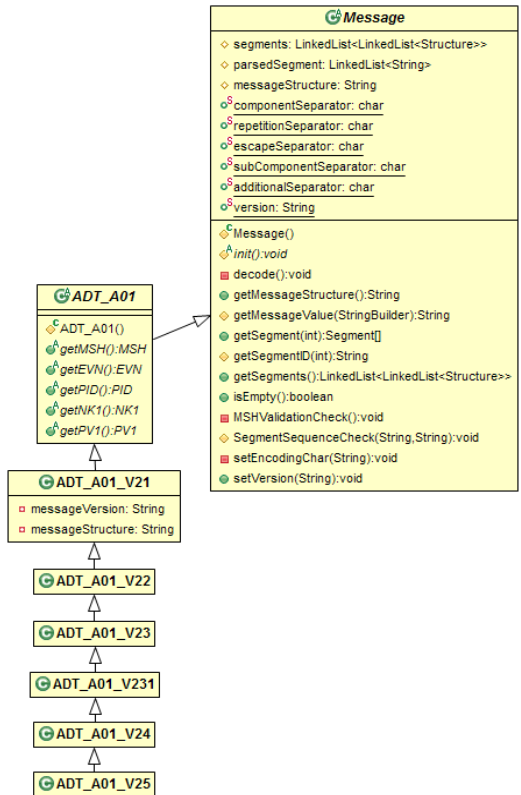 Message
segments: LinkedList<LinkedList<Structure>>
parsedSegment: LinkedList<String>
messageStructure: String
componentSeparator: char
repetitionSeparator: char
escapeSeparator: char
subComponentSeparator: char
additionalSeparator: char
version: String
Message()
init():void
decode():void
getMessageStructure():String
getMessageValue(StringBuilder):String
getSegment(int):Segment[]
getSegmentID(int):String
getSegments():LinkedList<LinkedList<Structure>>
isEmpty():boolean
MSHValidationCheck():void
SegmentSequenceCheck(String,String):void
setEncodingChar(String):void
setVersion(String):void
ADT_A01
ADT_A01()
getMSH():MSH
getEVN():EVN
getPID():PID
getNK1():NK1
getPV1():PV1
ADT_A01_V21
messageVersion: String
messageStructure: String
ADT_A01_V22
ADT_A01_V23
ADT_A01_V231
ADT_A01_V24
ADT_A01_V25